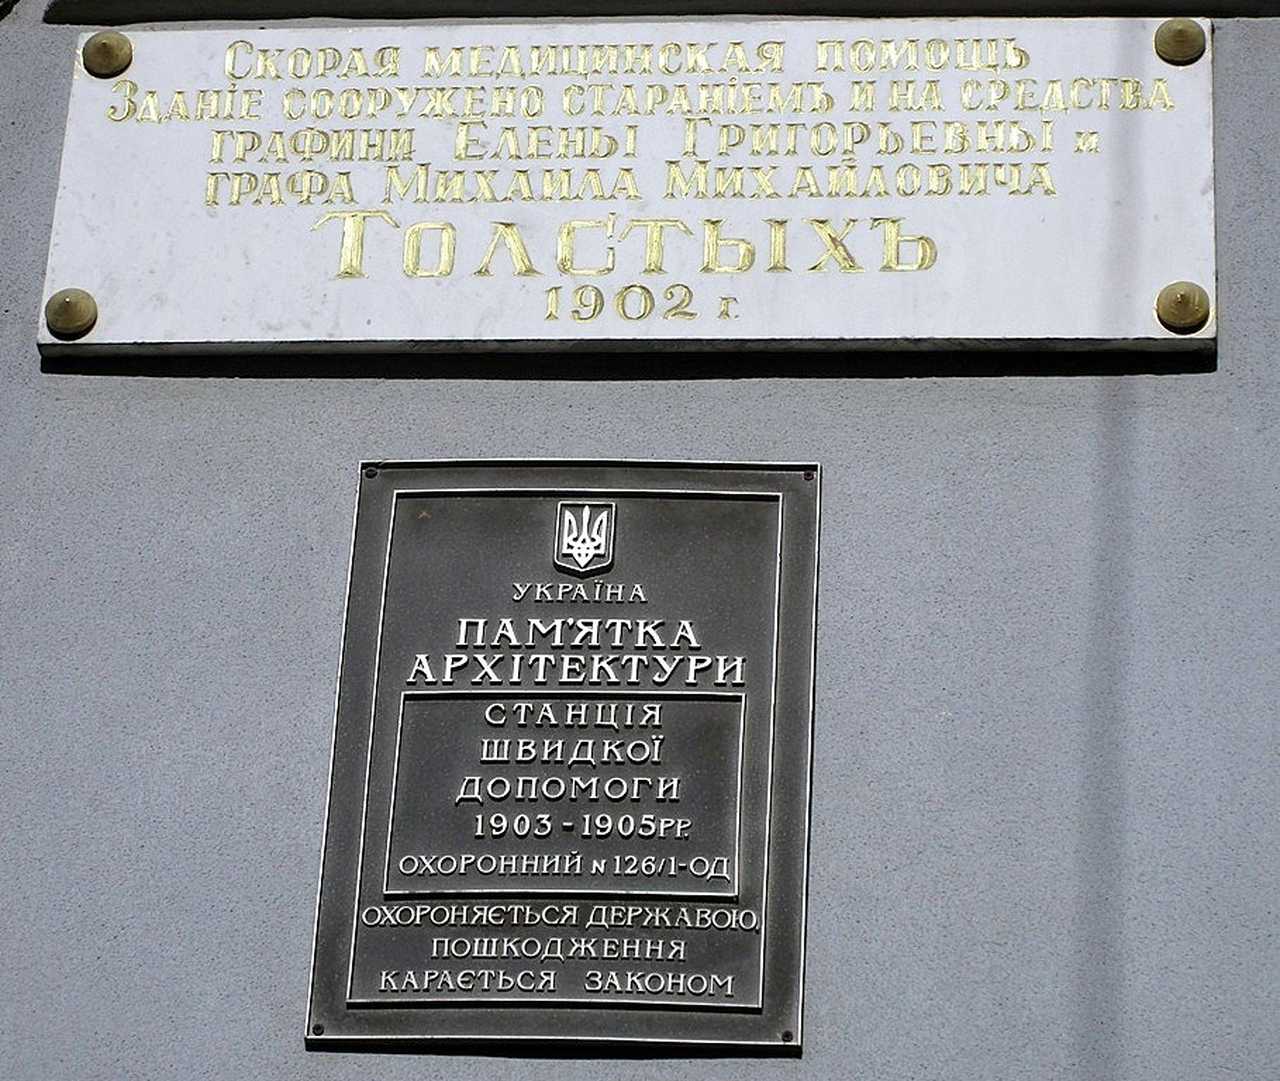 Скорая медицинская помощь
Зданіе сооружено стараніемъ и на средства
графини Елены Григорьевны и
графа Михаила Михайловича
Толстыхъ
1902 г.
УКРАЇНА
ПАМ'ЯТКА
АРХІТЕКТУРИ
СТАНЦІЯ
ШВИДКОЇ
ДОПОМОГИ
1903 - 1905РР.
ОХОРОННИЙ N 126/1-ОД
ОХОРОНЯЄТЬСЯ ДЕРЖАВОЮ,
ПОШКОДЖЕННЯ
КАРАЄТЬСЯ ЗАКОНОМ